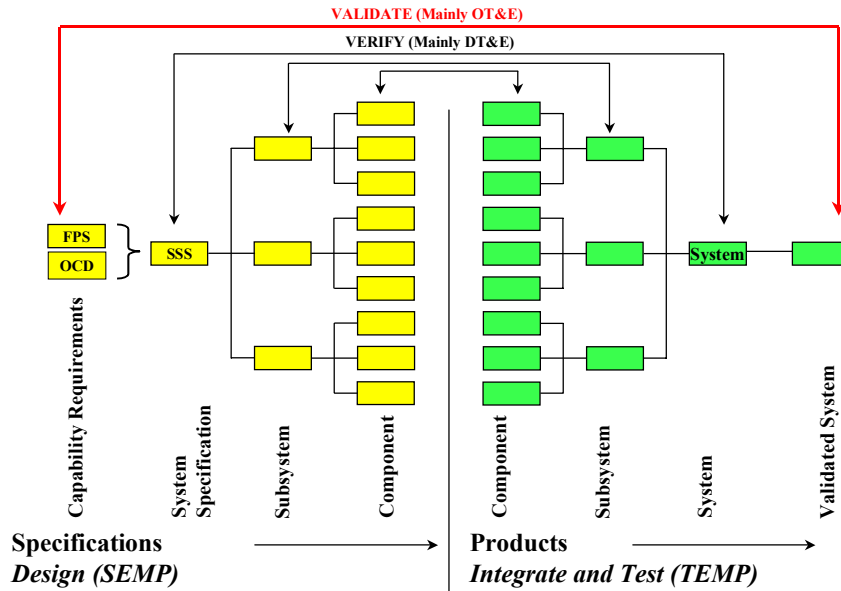 VALIDATE (Mainly OT&E)
VERIFY (Mainly DT&E)
FPS
OCD
SSS
System
Capability Requirements
System
Specification
Subsystem
Component
Component
Subsystem
System
Validated System
Specifications
Design (SEMP)
Products
Integrate and Test (TEMP)